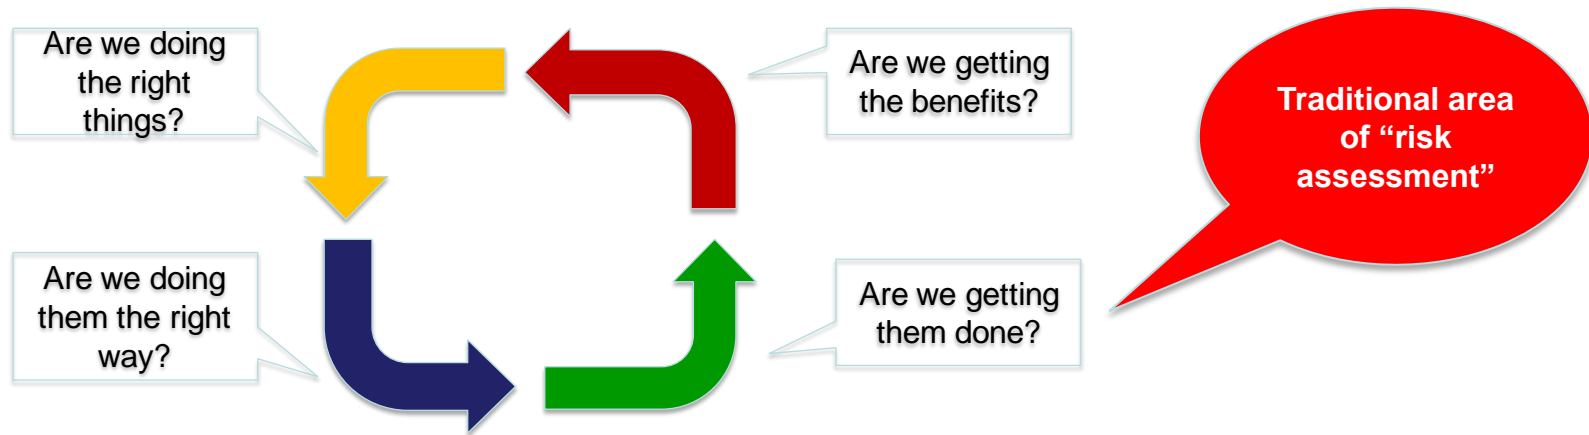 Are we doing
the right
things?
Are we getting
the benefits?
Traditional area
of “risk
assessment”
Are we doing
them the right
way?
Are we getting
them done?